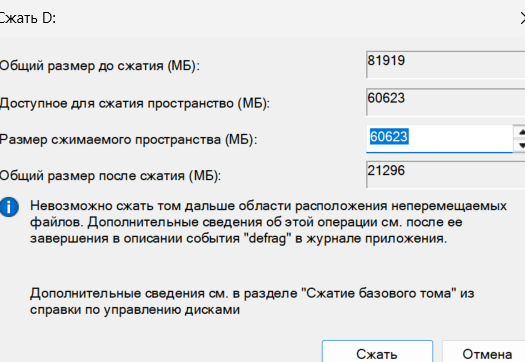 Сжать D:
Общий размер до сжатия (МБ): 81919
Доступное для сжатия пространство (МБ): 60623
Размер сжимаемого пространства (МБ): 60623
Общий размер после сжатия (МБ): 21296
Невозможно сжать том дальше области расположения неперемещаемых
файлов. Дополнительные сведения об этой операции см. после ее
завершения в описании события "defrag" в журнале приложения.
Дополнительные сведения см. в разделе "Сжатие базового тома" из
справки по управлению дисками
Сжать Отмена